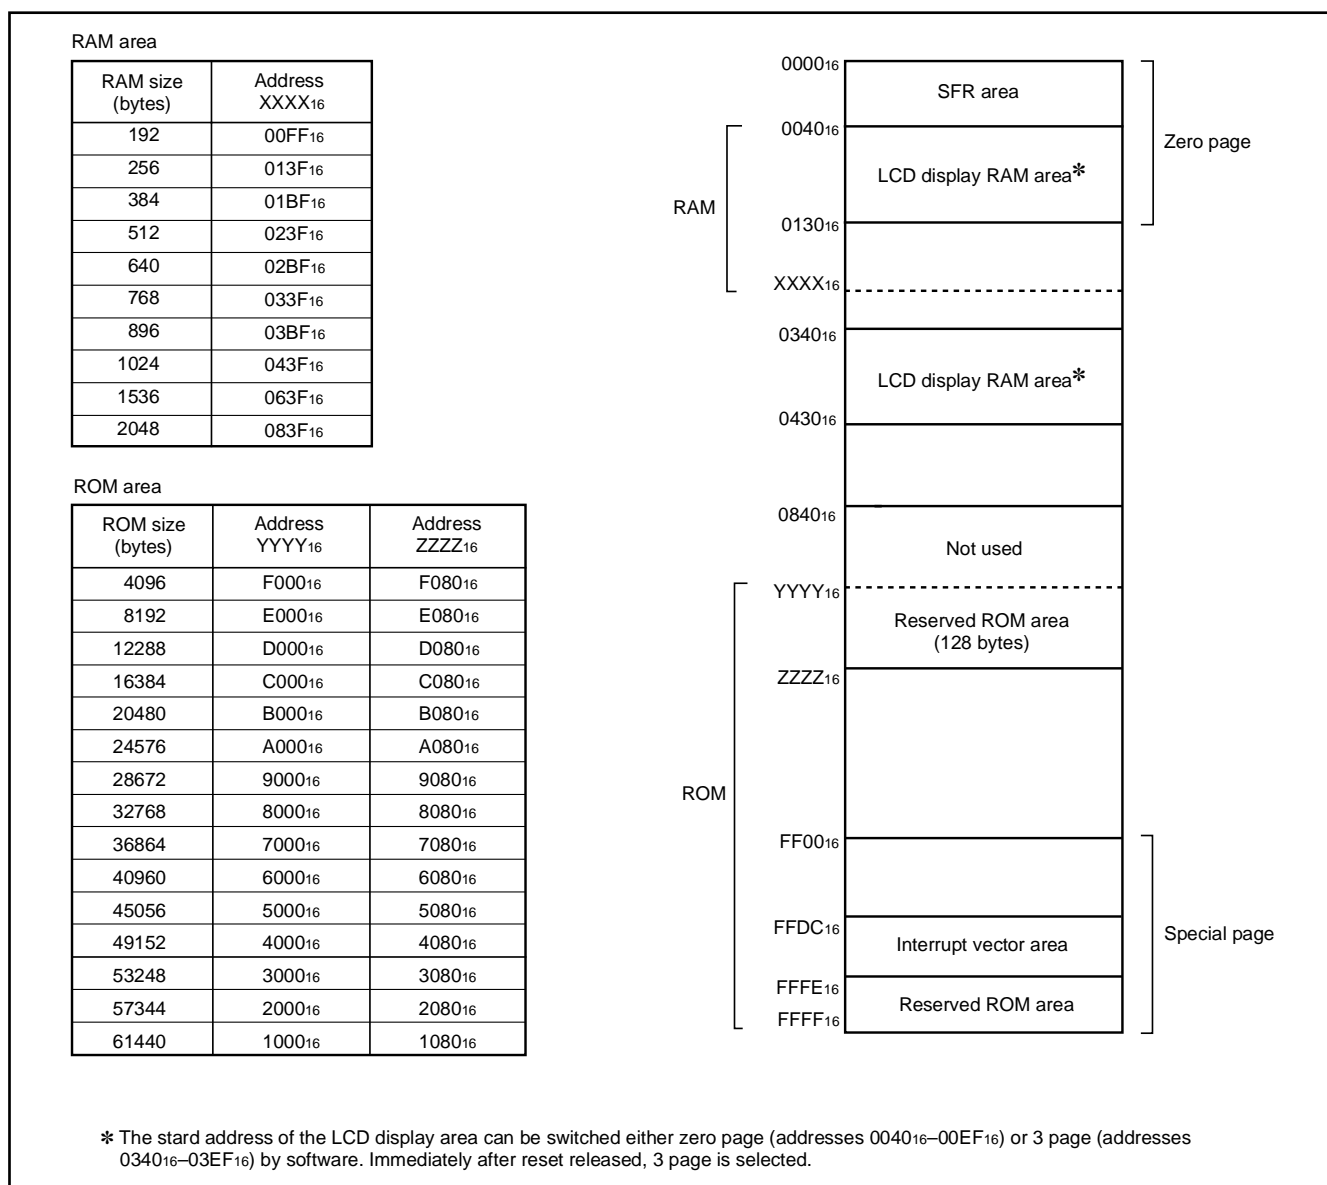 RAM area
RAM size (bytes) Address XXXX16
192 00FF16
256 013F16
384 01BF16
512 023F16
640 02BF16
768 033F16
896 03BF16
1024 043F16
1536 063F16
2048 083F16
ROM area
ROM size (bytes) Address YYYY16 Address ZZZZ16
4096 F00016 F08016
8192 E00016 E08016
12288 D00016 D08016
16384 C00016 C08016
20480 B00016 B08016
24576 A00016 A08016
28672 900016 908016
32768 800016 808016
36864 700016 708016
40960 600016 608016
45056 500016 508016
49152 400016 408016
53248 300016 308016
57344 200016 208016
61440 100016 108016
000016
SFR area
004016
Zero page
LCD display RAM area✻
RAM
013016
XXXX16
034016
LCD display RAM area✻
043016
084016
Not used
YYYY16
Reserved ROM area
(128 bytes)
ZZZZ16
ROM
FF0016
FFDC16
Interrupt vector area
Special page
FFFE16
Reserved ROM area
FFFF16
✻ The stard address of the LCD display area can be switched either zero page (addresses 004016–00EF16) or 3 page (addresses
034016–03EF16) by software. Immediately after reset released, 3 page is selected.